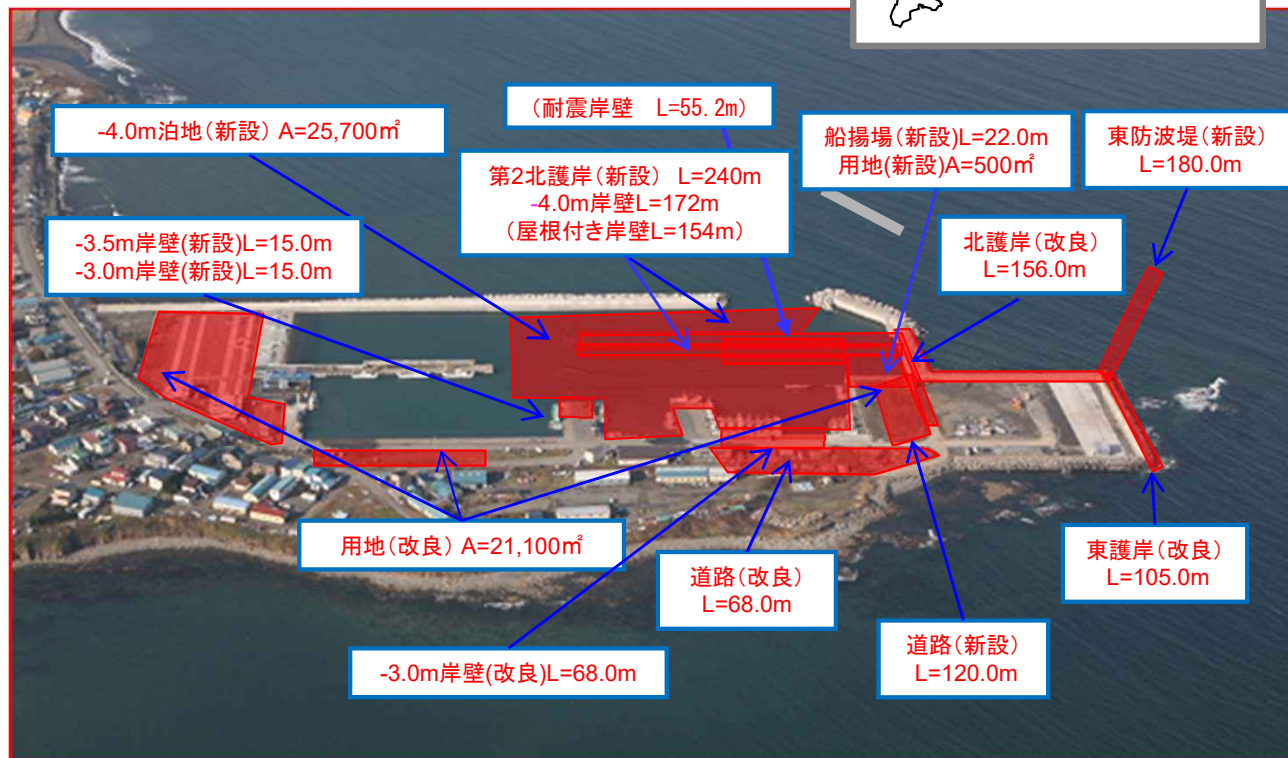 (耐震岸壁 L=55.2m)
-4.0m泊地(新設) A=25,700㎡
船揚場(新設)L=22.0m
用地(新設)A=500㎡
東防波堤(新設)
L=180.0m
第2北護岸(新設) L=240m
-4.0m岸壁L=172m
(屋根付き岸壁L=154m)
-3.5m岸壁(新設)L=15.0m
-3.0m岸壁(新設)L=15.0m
北護岸(改良)
L=156.0m
用地(改良) A=21,100㎡
道路(改良)
L=68.0m
東護岸(改良)
L=105.0m
-3.0m岸壁(改良)L=68.0m
道路(新設)
L=120.0m